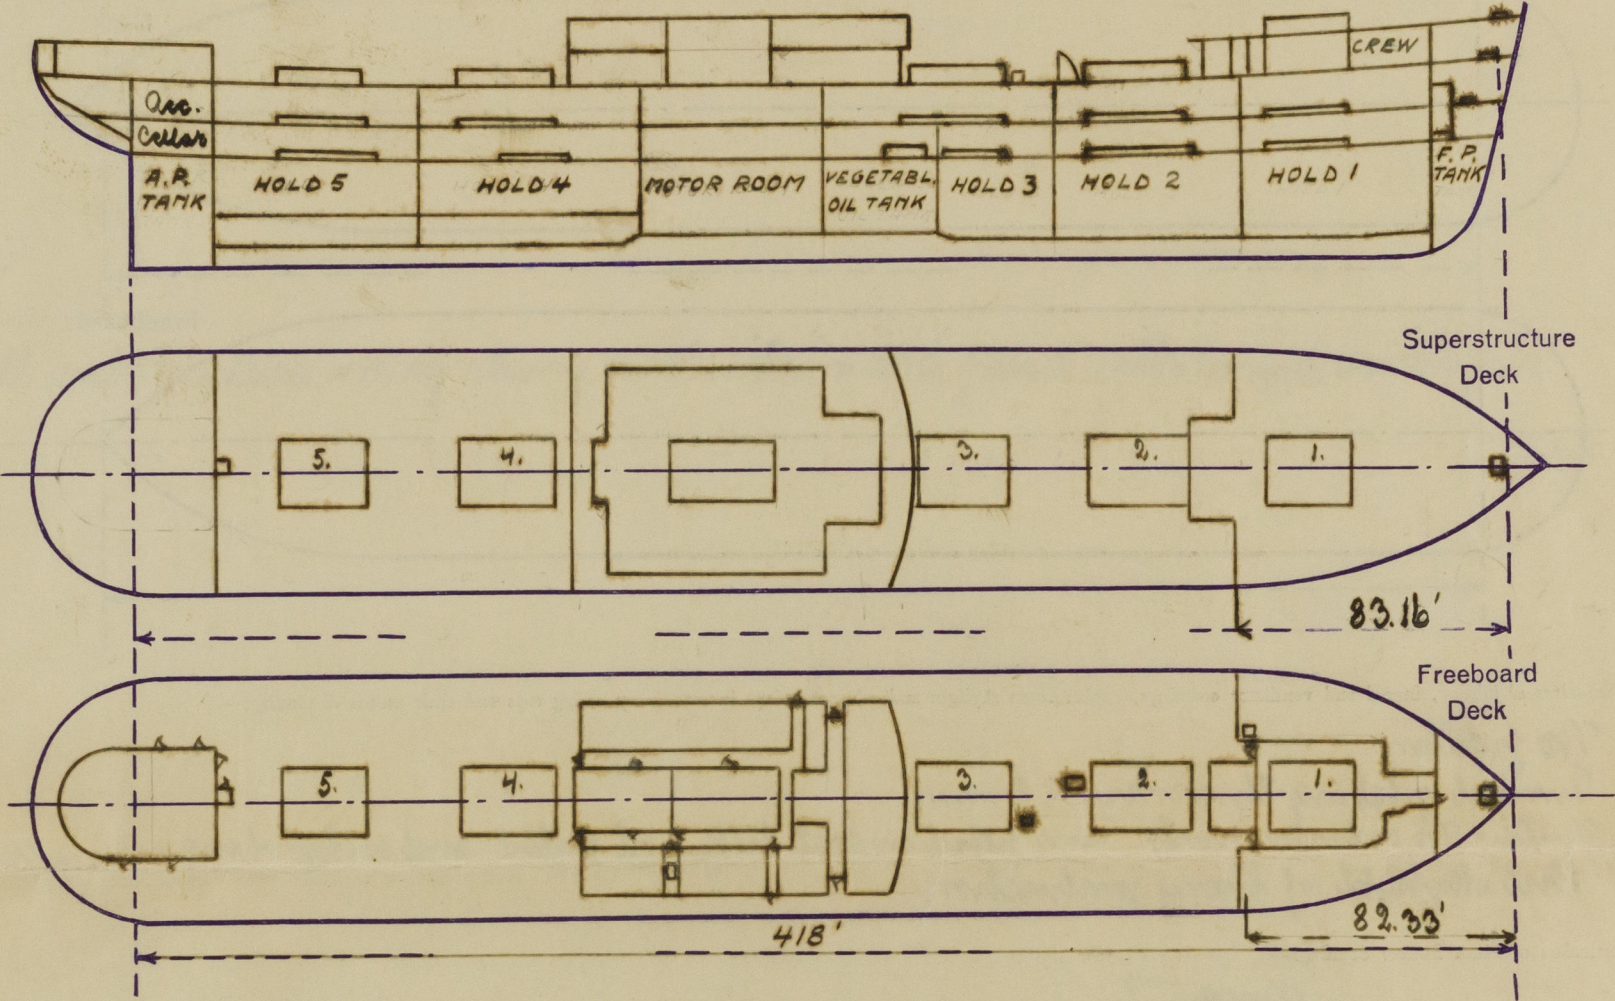 CREW
Acc.
Cellar
A.P.
TANK
HOLD 5
HOLD 4
MOTOR ROOM
VEGETABL.
OIL TANK
HOLD 3
HOLD 2
HOLD 1
F.P.
TANK
Superstructure
Deck
5.
4.
3.
2.
1.
83.16'
Freeboard
Deck
5.
4.
3.
2.
1.
82.33'
418'